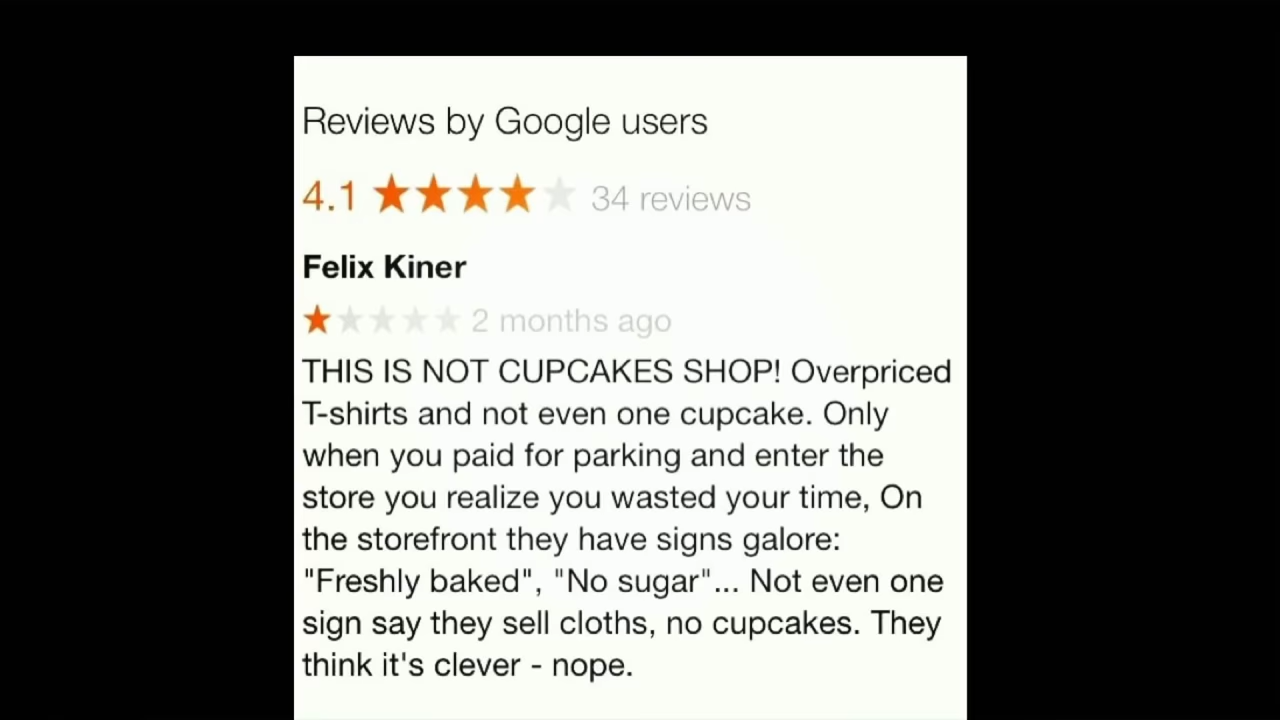 Reviews by Google users
4.1 ★★★★★ 34 reviews
Felix Kiner
★★★★★ 2 months ago
THIS IS NOT CUPCAKES SHOP! Overpriced
T-shirts and not even one cupcake. Only
when you paid for parking and enter the
store you realize you wasted your time, On
the storefront they have signs galore:
"Freshly baked", "No sugar"... Not even one
sign say they sell cloths, no cupcakes. They
think it's clever - nope.